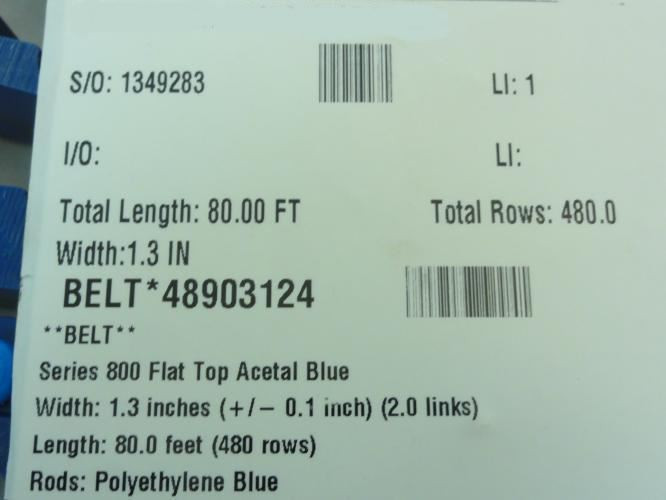 S/O: 1349283 LI: 1
I/O: LI:
Total Length: 80.00 FT Total Rows: 480.0
Width:1.3 IN
BELT*48903124
**BELT**
Series 800 Flat Top Acetal Blue
Width: 1.3 inches (+/- 0.1 inch) (2.0 links)
Length: 80.0 feet (480 rows)
Rods: Polyethylene Blue